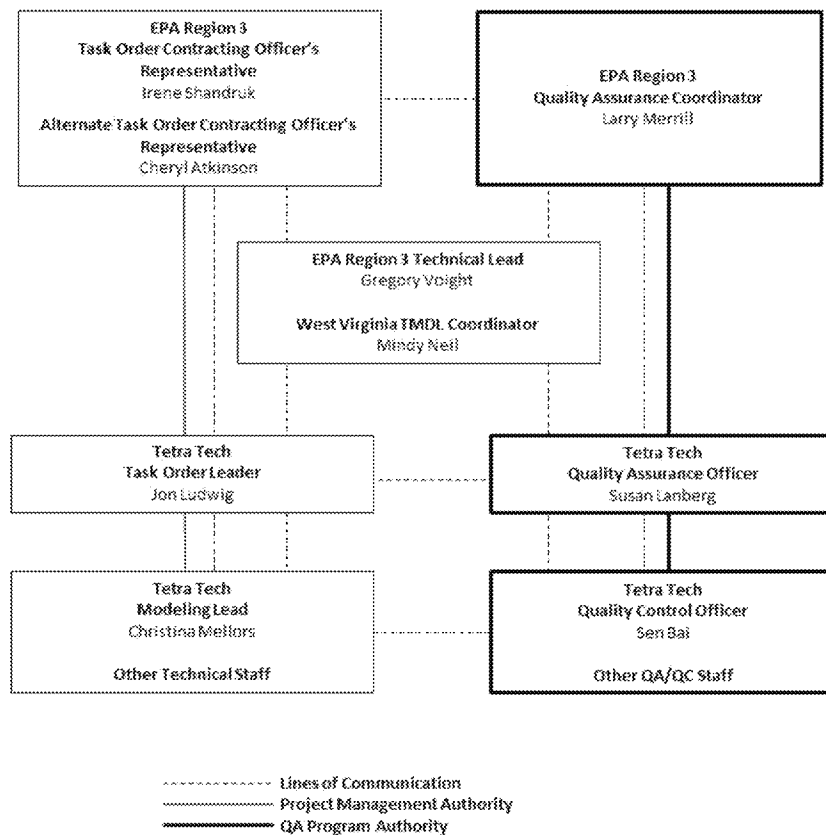 EPA Region 3
Task Order Contracting Officer's
Representative
Irene Shandruk
Alternate Task Order Contracting Officer's
Representative
Cheryl Atkinson
EPA Region 3
Quality Assurance Coordinator
Larry Merrill
EPA Region 3 Technical Lead
Gregory Voight
West Virginia TMDL Coordinator
Mindy Neil
Tetra Tech
Task Order Leader
Jon Ludwig
Tetra Tech
Quality Assurance Officer
Susan Lanberg
Tetra Tech
Modeling Lead
Christina Mellors
Other Technical Staff
Tetra Tech
Quality Control Officer
Sen Bai
Other QA/QC Staff
Lines of Communication
Project Management Authority
QA Program Authority